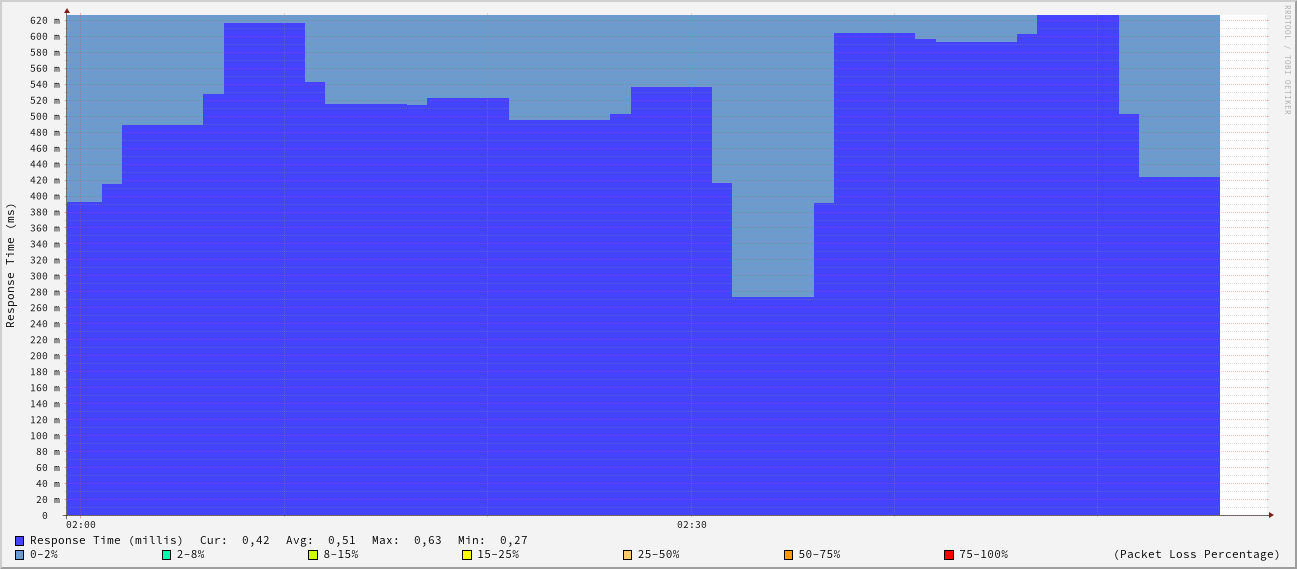 RRDTOOL / TOBI OETIKER
Response Time (ms)
620 m
600 m
580 m
560 m
540 m
520 m
500 m
480 m
460 m
440 m
420 m
400 m
380 m
360 m
340 m
320 m
300 m
280 m
260 m
240 m
220 m
200 m
180 m
160 m
140 m
120 m
100 m
80 m
60 m
40 m
20 m
0
02:00 02:30
Response Time (millis) Cur: 0,42 Avg: 0,51 Max: 0,63 Min: 0,27
0-2% 2-8% 8-15% 15-25% 25-50% 50-75% 75-100% (Packet Loss Percentage)